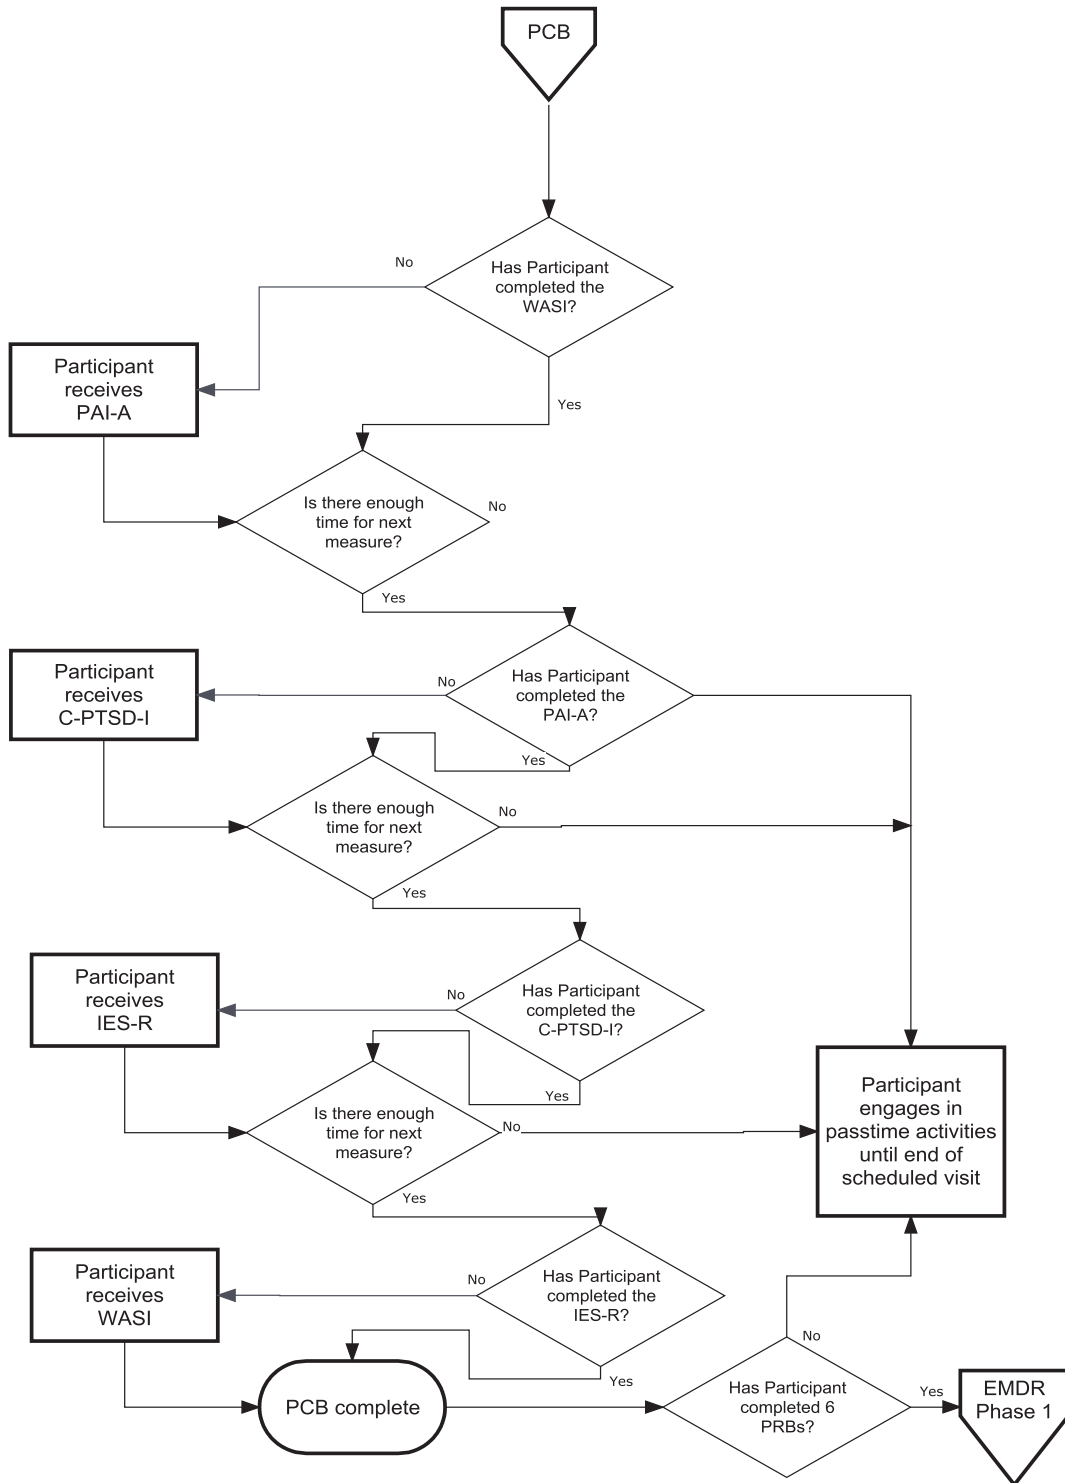 PCB
Has Participant
completed the
WASI?
No
Yes
Participant
receives
PAI-A
Is there enough
time for next
measure?
No
Yes
Has Participant
completed the
PAI-A?
No
Yes
Participant
receives
C-PTSD-I
Is there enough
time for next
measure?
No
Yes
Has Participant
completed the
C-PTSD-I?
No
Yes
Participant
receives
IES-R
Is there enough
time for next
measure?
No
Yes
Participant
engages in
passtime activities
until end of
scheduled visit
Has Participant
completed the
IES-R?
No
Yes
Participant
receives
WASI
PCB complete
Has Participant
completed 6
PRBs?
No
Yes
EMDR
Phase 1